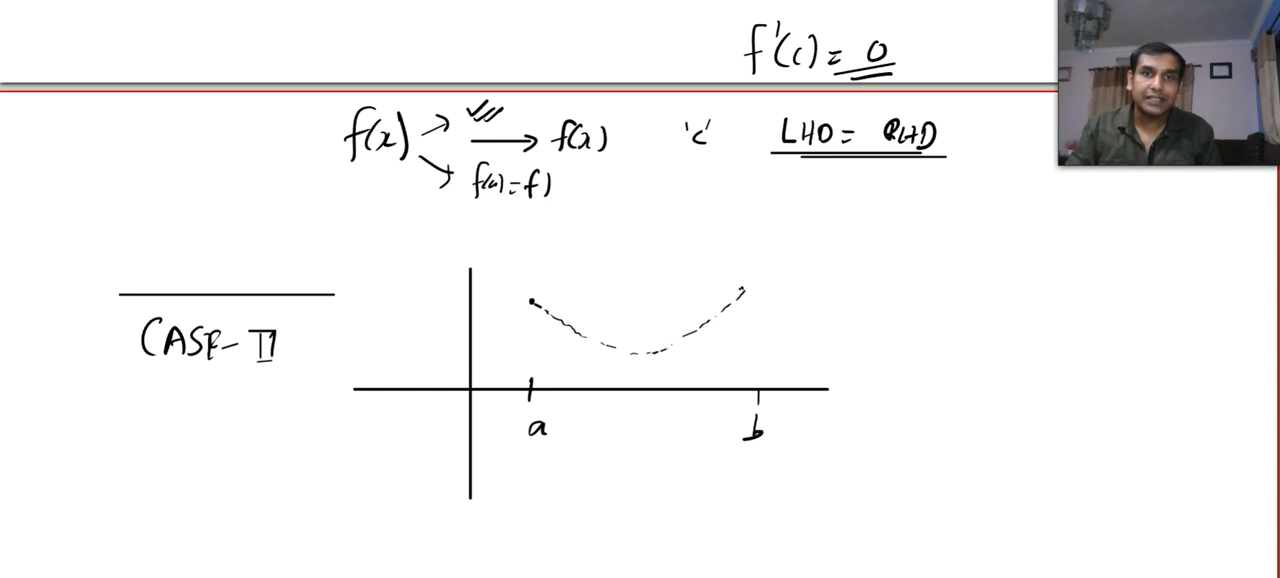 f'(c) = 0
f(x) → f(x) 'c' LHD = RHD
f(a) = f)
CASE-II
a b